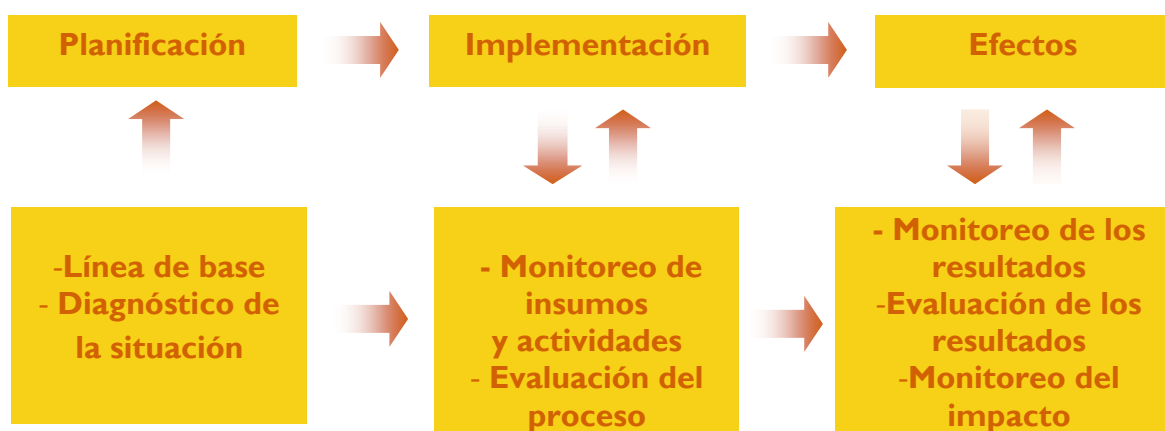 Planificación
Implementación
Efectos
-Línea de base
- Diagnóstico de
la situación
- Monitoreo de
insumos
y actividades
- Evaluación del
proceso
- Monitoreo de los
resultados
-Evaluación de los
resultados
-Monitoreo del
impacto